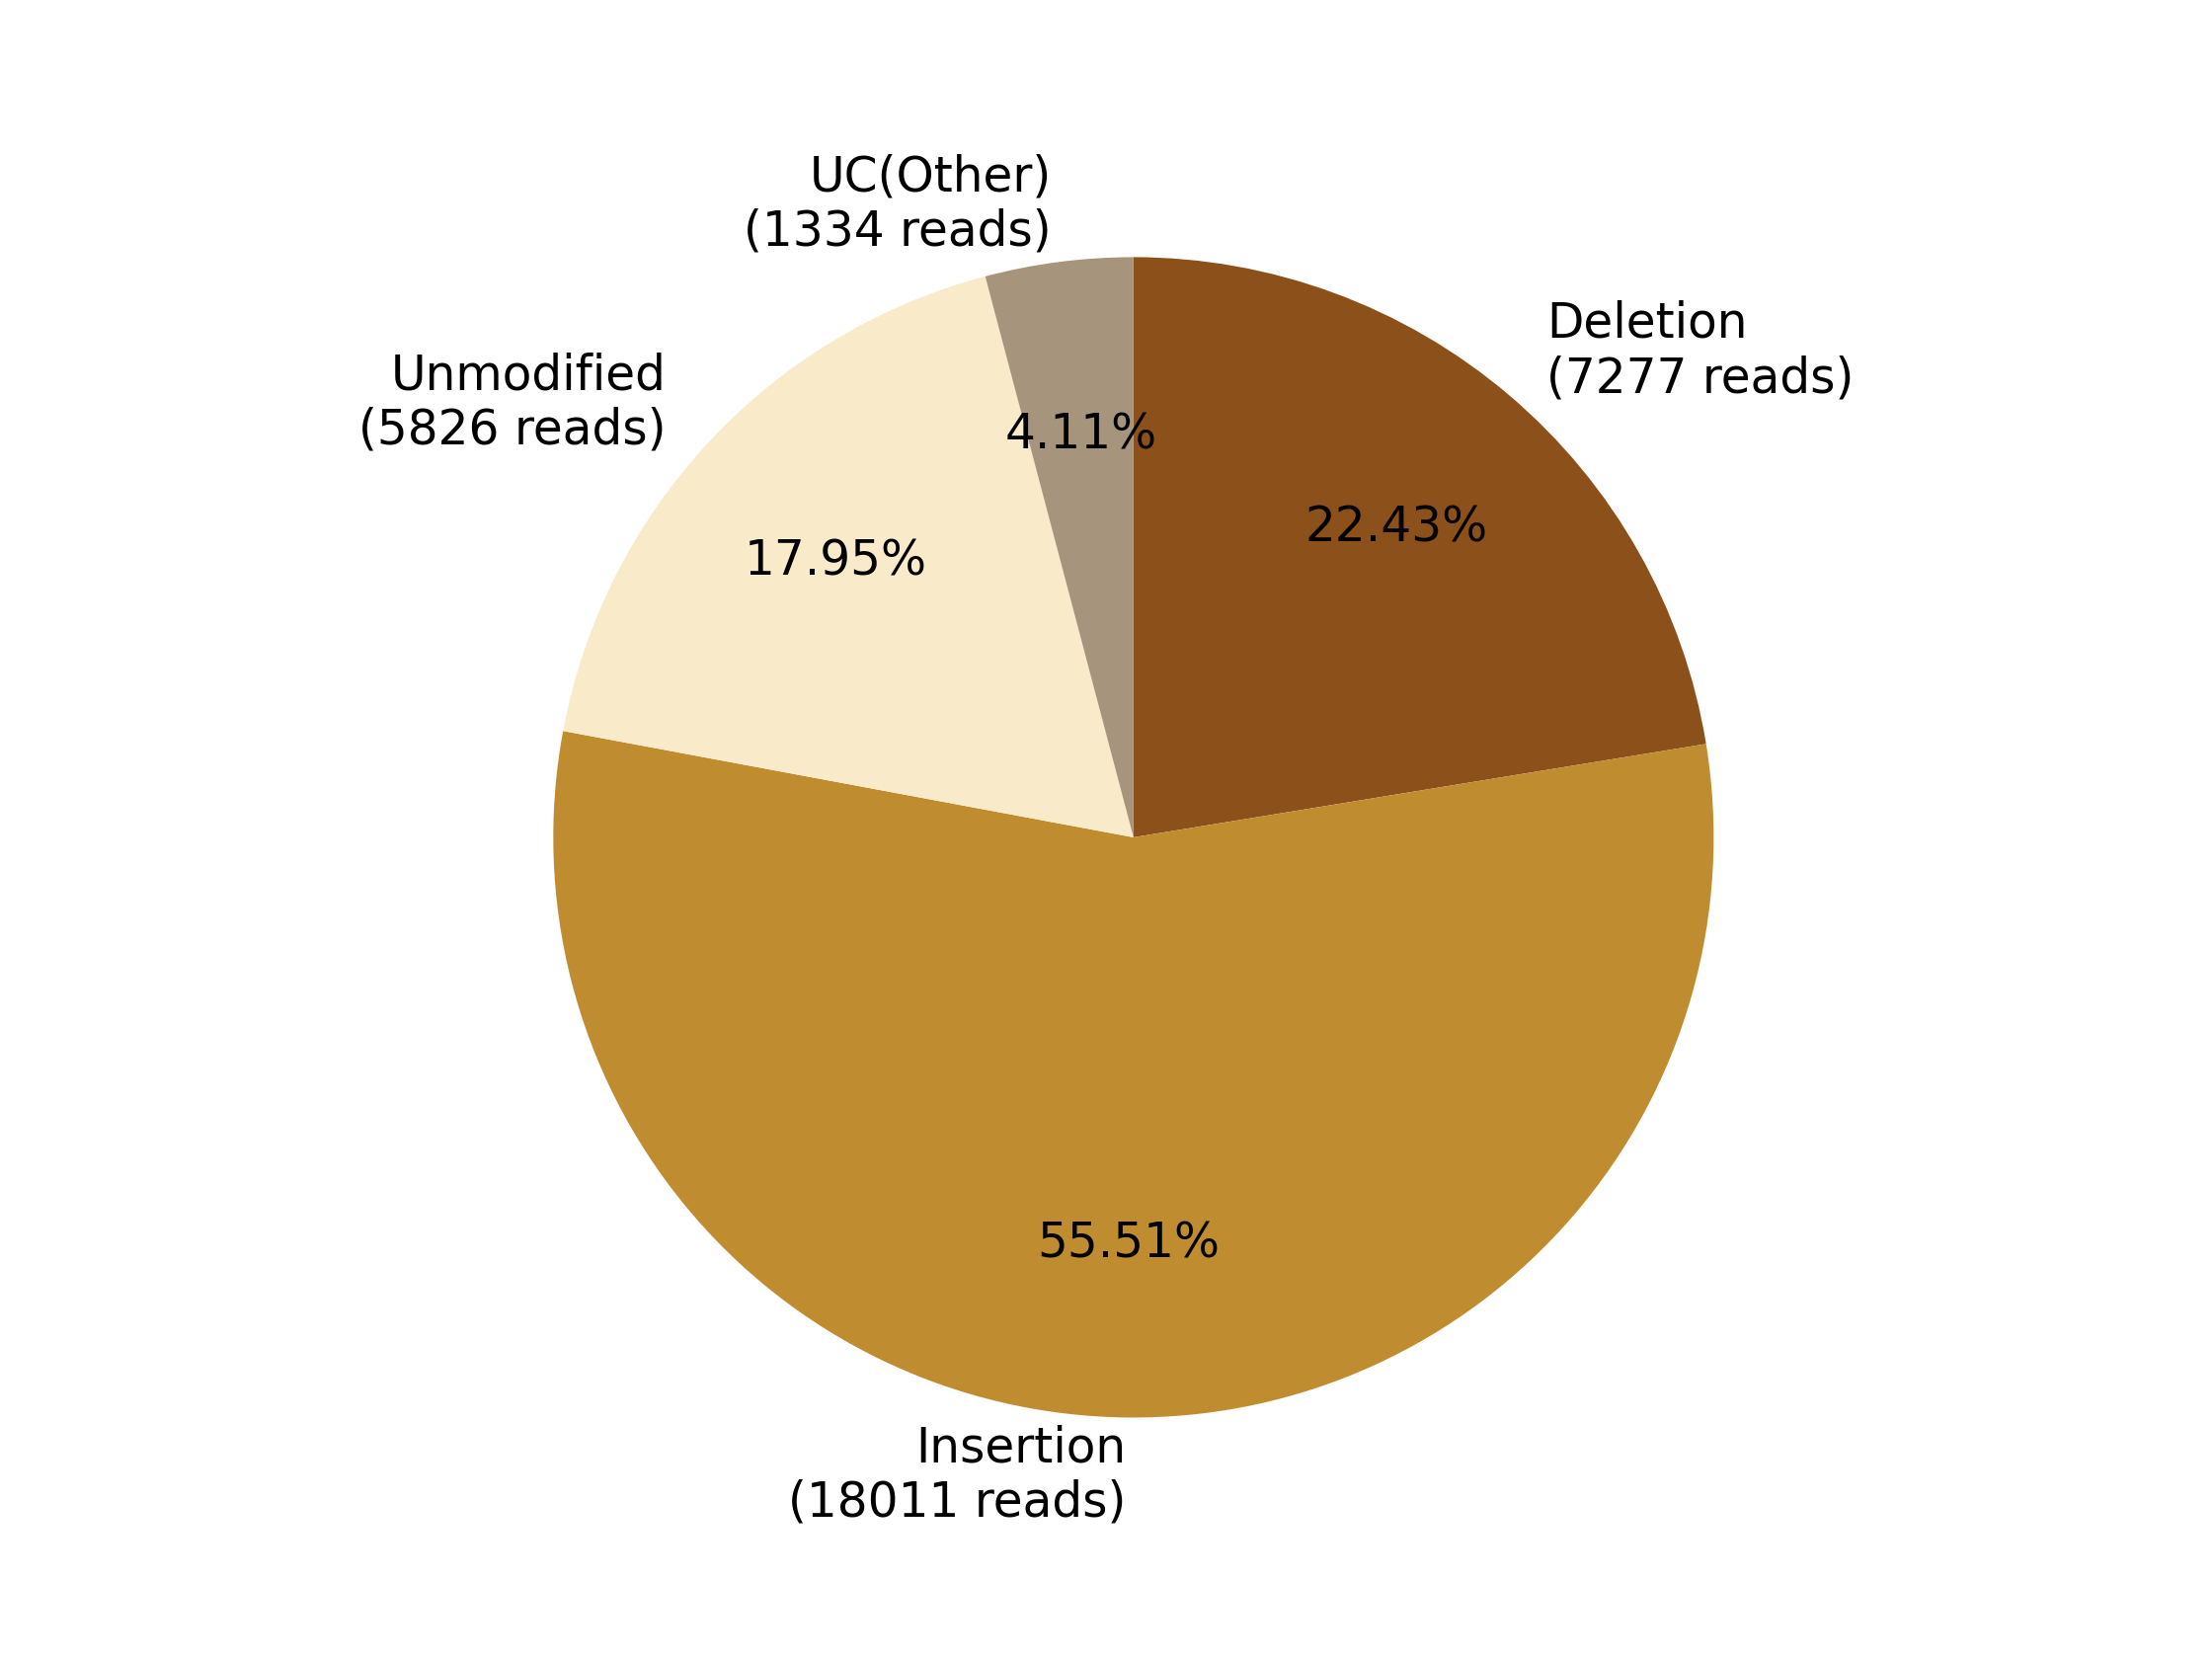 UC(Other)
(1334 reads)
Deletion
(7277 reads)
Unmodified
(5826 reads)
4.11%
22.43%
17.95%
55.51%
Insertion
(18011 reads)